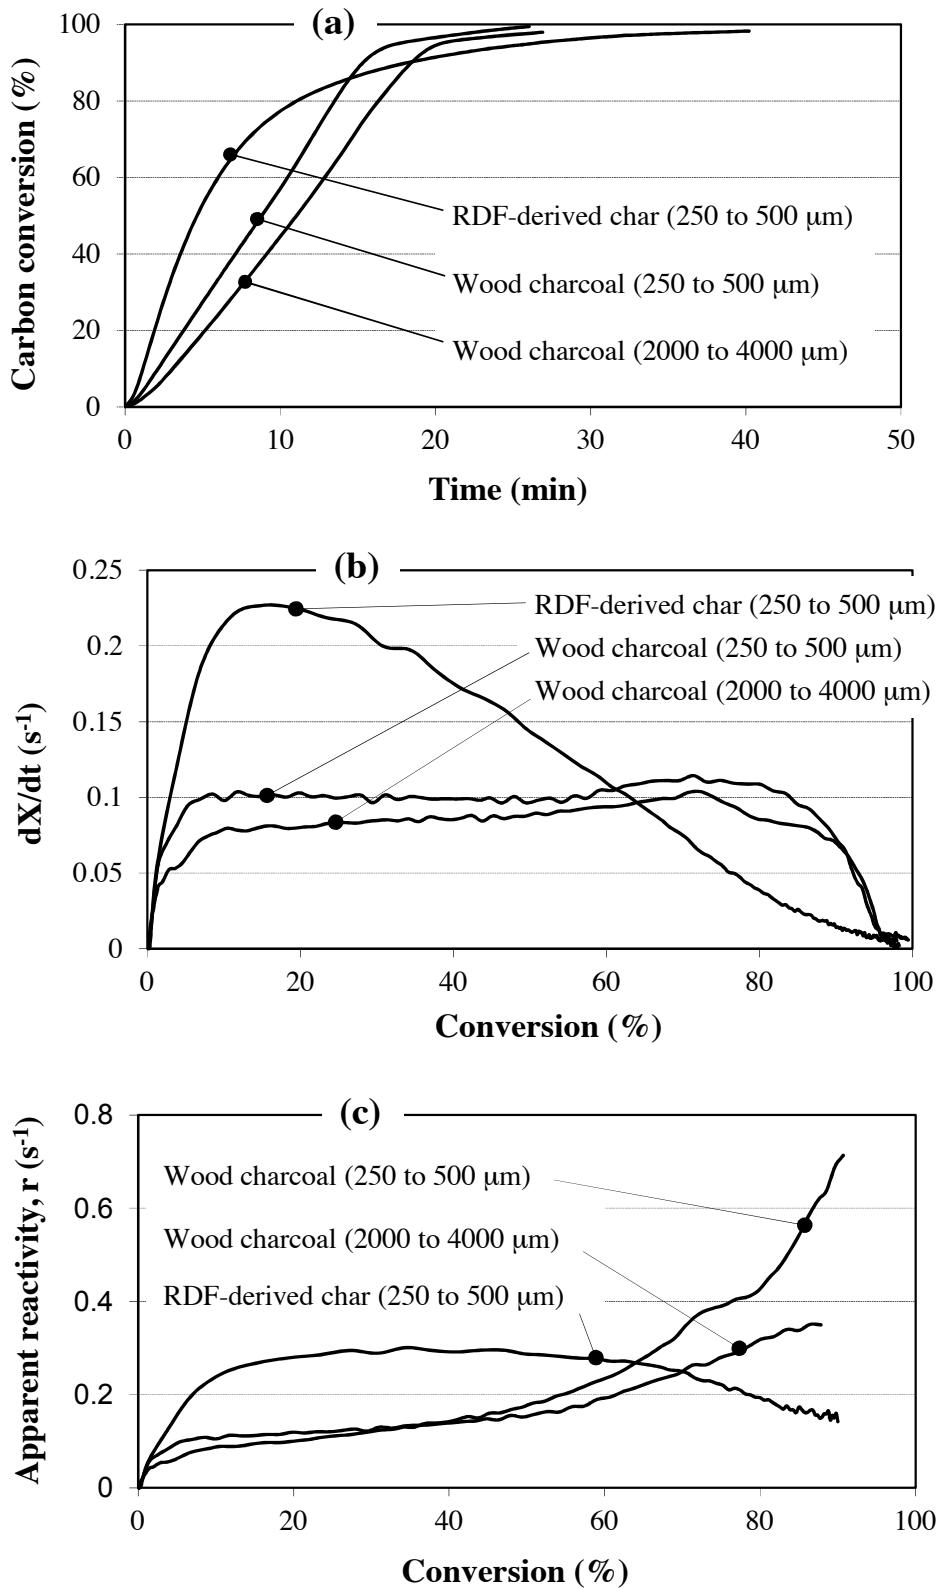 (a)
Carbon conversion (%)
100
80
60
40
20
0
RDF-derived char (250 to 500 µm)
Wood charcoal (250 to 500 µm)
Wood charcoal (2000 to 4000 µm)
0 10 20 30 40 50
Time (min)
(b)
dX/dt (s-1)
0.25
0.2
0.15
0.1
0.05
0
RDF-derived char (250 to 500 µm)
Wood charcoal (250 to 500 µm)
Wood charcoal (2000 to 4000 µm)
0 20 40 60 80 100
Conversion (%)
(c)
Apparent reactivity, r (s-1)
0.8
0.6
0.4
0.2
0
Wood charcoal (250 to 500 µm)
Wood charcoal (2000 to 4000 µm)
RDF-derived char (250 to 500 µm)
0 20 40 60 80 100
Conversion (%)